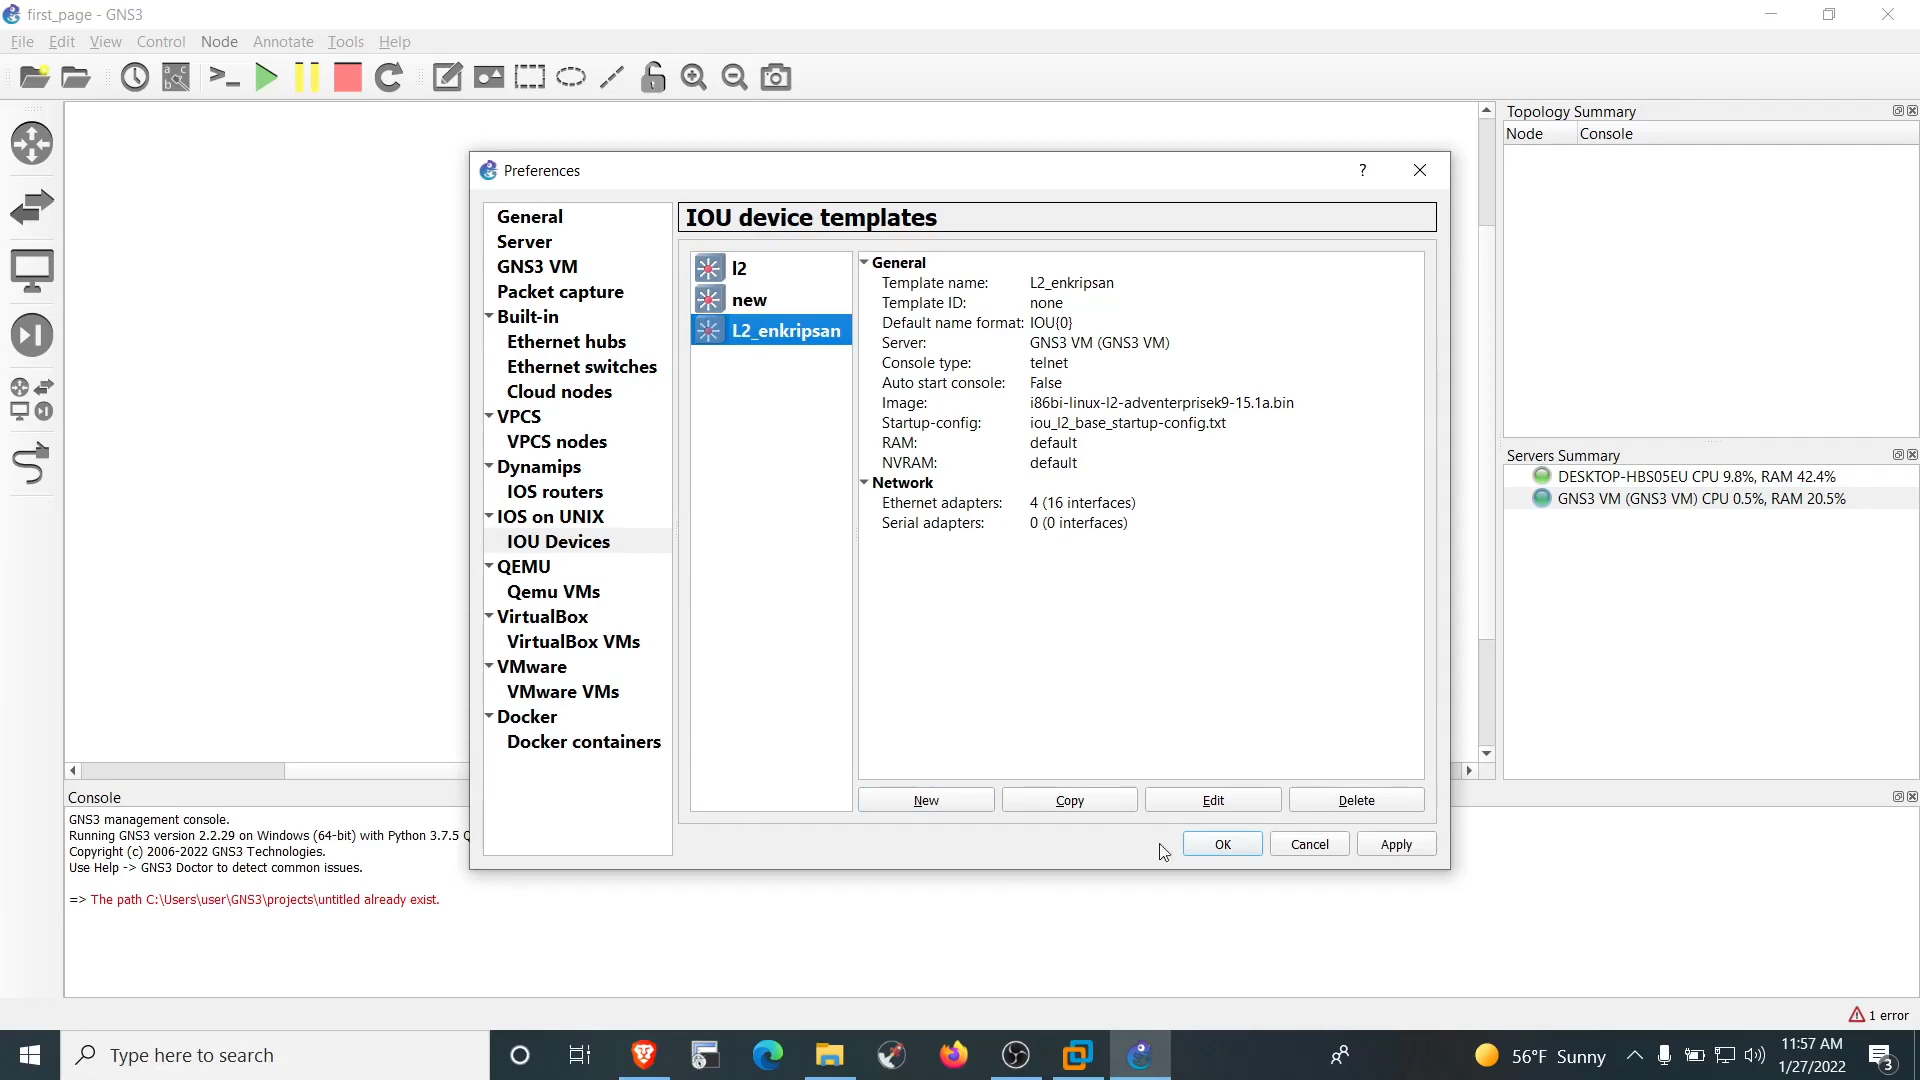 first_page - GNS3
File Edit View Control Node Annotate Tools Help
Topology Summary
Node Console
Preferences
?
General
Server
GNS3 VM
Packet capture
Built-in
Ethernet hubs
Ethernet switches
Cloud nodes
VPCS
VPCS nodes
Dynamips
IOS routers
IOS on UNIX
IOU Devices
QEMU
Qemu VMs
VirtualBox
VirtualBox VMs
VMware
VMware VMs
Docker
Docker containers
IOU device templates
l2
new
L2_enkripsan
General
Template name: L2_enkripsan
Template ID: none
Default name format: IOU{0}
Server: GNS3 VM (GNS3 VM)
Console type: telnet
Auto start console: False
Image: i86bi-linux-l2-adventerprisek9-15.1a.bin
Startup-config: iou_l2_base_startup-config.txt
RAM: default
NVRAM: default
Network
Ethernet adapters: 4 (16 interfaces)
Serial adapters: 0 (0 interfaces)
New Copy Edit Delete
OK Cancel Apply
Servers Summary
DESKTOP-HBS05EU CPU 9.8%, RAM 42.4%
GNS3 VM (GNS3 VM) CPU 0.5%, RAM 20.5%
Console
GNS3 management console.
Running GNS3 version 2.2.29 on Windows (64-bit) with Python 3.7.5 Q
Copyright (c) 2006-2022 GNS3 Technologies.
Use Help -> GNS3 Doctor to detect common issues.
=> The path C:\Users\user\GNS3\projects\untitled already exist.
1 error
Type here to search
56°F Sunny
11:57 AM
1/27/2022
3